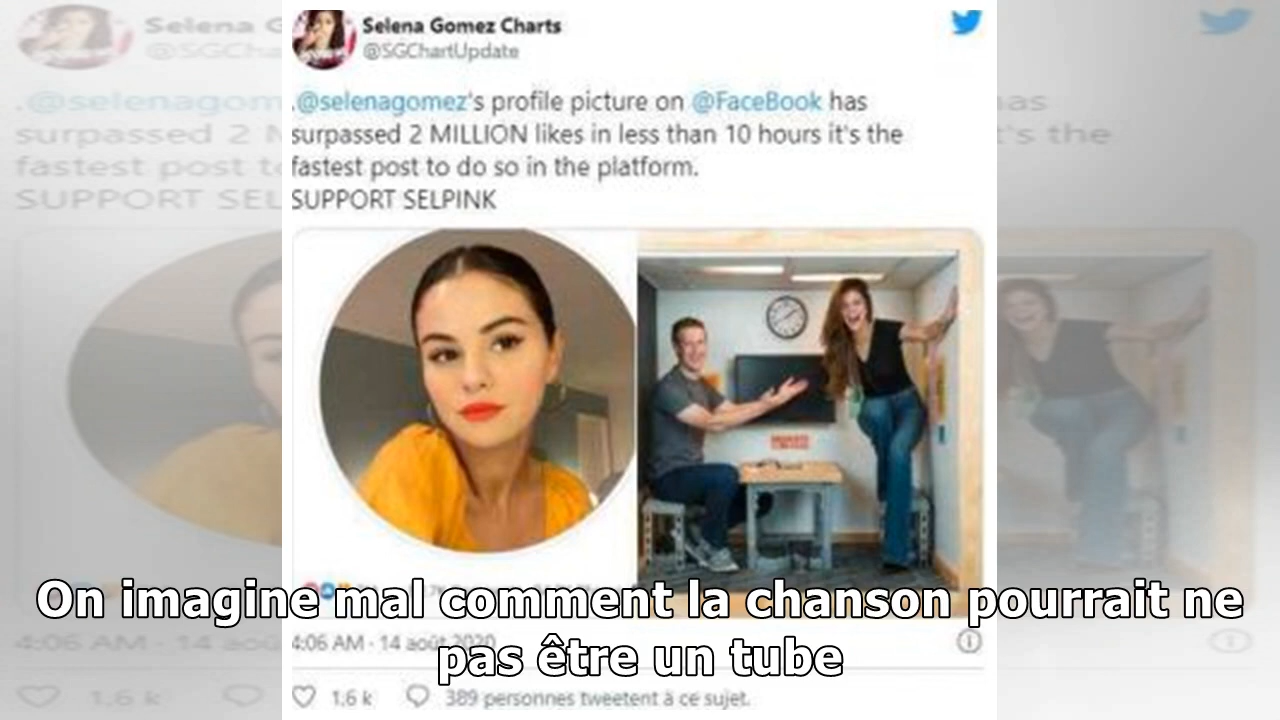 Selena Gomez Charts
@SGChartUpdate
.@selenagomez's profile picture on @FaceBook has
surpassed 2 MILLION likes in less than 10 hours it's the
fastest post to do so in the platform.
SUPPORT SELPINK
On imagine mal comment la chanson pourrait ne
pas être un tube
4:06 AM · 14 août 2020
1.6 k 389 personnes tweetent à ce sujet.